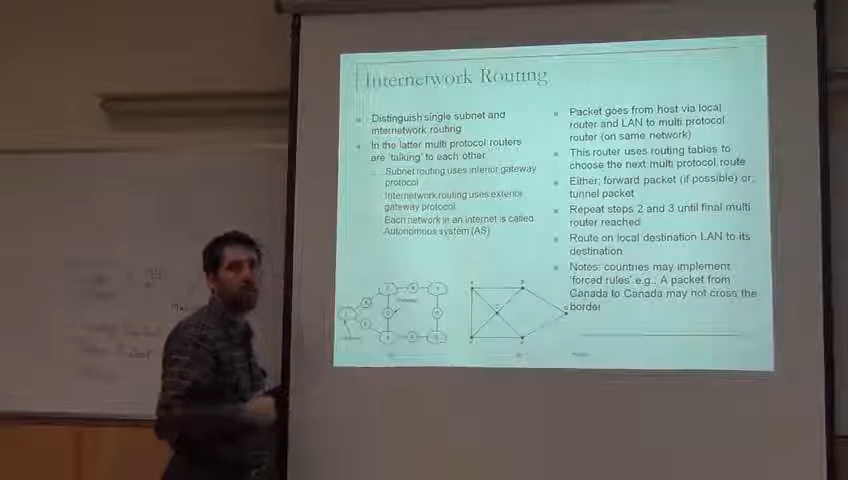 Internetwork Routing
Distinguish single subnet and
internetwork routing
In the latter multi protocol routers
are 'talking' to each other
Subnet routing uses interior gateway
protocol
Internetwork routing uses exterior
gateway protocol
Each network in an internet is called
Autonomous system (AS)
Packet goes from host via local
router and LAN to multi protocol
router (on same network)
This router uses routing tables to
choose the next multi protocol route
Either; forward packet (if possible) or;
tunnel packet
Repeat steps 2 and 3 until final multi
router reached
Route on local destination LAN to its
destination
Notes: countries may implement
'forced rules' e.g.: A packet from
Canada to Canada may not cross the
border